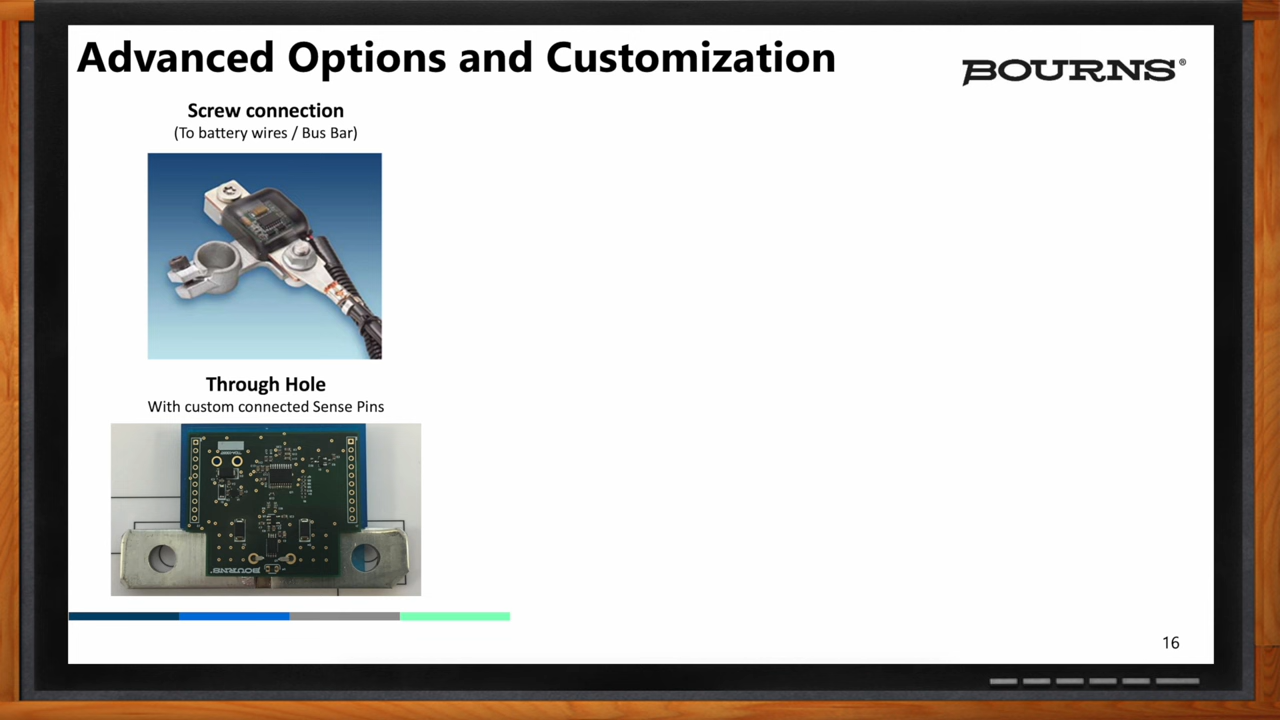 Advanced Options and Customization
BOURNS®
Screw connection
(To battery wires / Bus Bar)
Through Hole
With custom connected Sense Pins
BOURNS
16